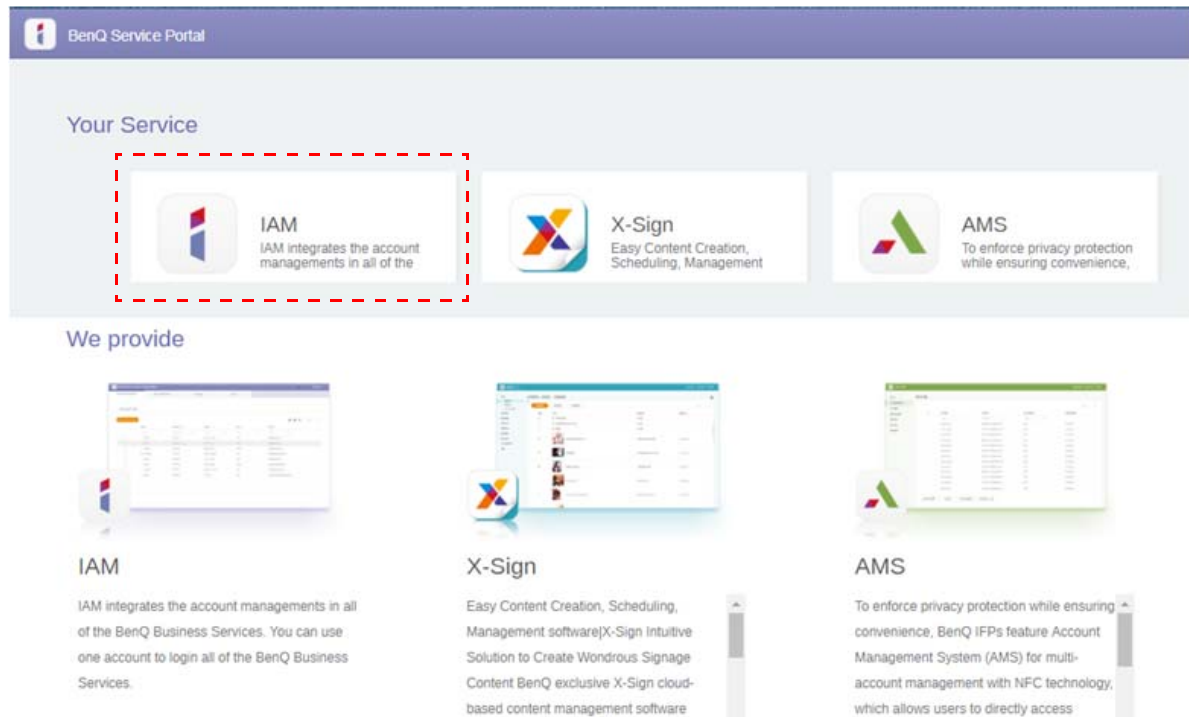 BenQ Service Portal
Your Service
IAM
IAM integrates the account
managements in all of the
X-Sign
Easy Content Creation,
Scheduling, Management
AMS
To enforce privacy protection
while ensuring convenience,
We provide
IAM
IAM integrates the account managements in all
of the BenQ Business Services. You can use
one account to login all of the BenQ Business
Services.
X-Sign
Easy Content Creation, Scheduling,
Management software|X-Sign Intuitive
Solution to Create Wondrous Signage
Content BenQ exclusive X-Sign cloud-
based content management software
AMS
To enforce privacy protection while ensuring
convenience, BenQ IFPs feature Account
Management System (AMS) for multi-
account management with NFC technology,
which allows users to directly access